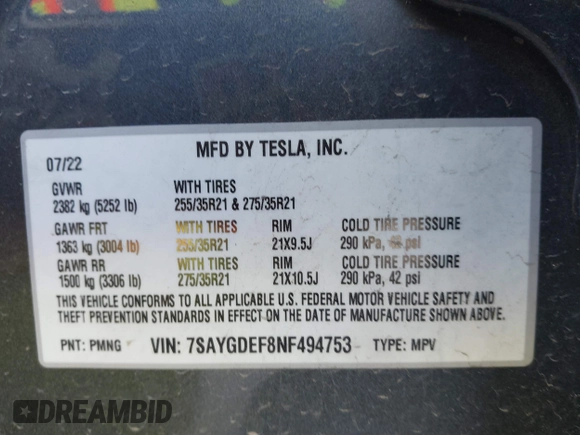 MFD BY TESLA, INC.
07/22
GVWR WITH TIRES
2382 kg (5252 lb) 255/35R21 & 275/35R21
GAWR FRT WITH TIRES RIM COLD TIRE PRESSURE
1363 kg (3004 lb) 255/35R21 21X9.5J 290 kPa, psi
GAWR RR WITH TIRES RIM COLD TIRE PRESSURE
1500 kg (3306 lb) 275/35R21 21X10.5J 290 kPa, 42 psi
THIS VEHICLE CONFORMS TO ALL APPLICABLE U.S. FEDERAL MOTOR VEHICLE SAFETY AND
THEFT PREVENTION STANDARDS IN EFFECT ON THE DATE OF MANUFACTURE SHOWN ABOVE.
PNT: PMNG VIN: 7SAYGDEF8NF494753 TYPE: MPV
DREAMBID